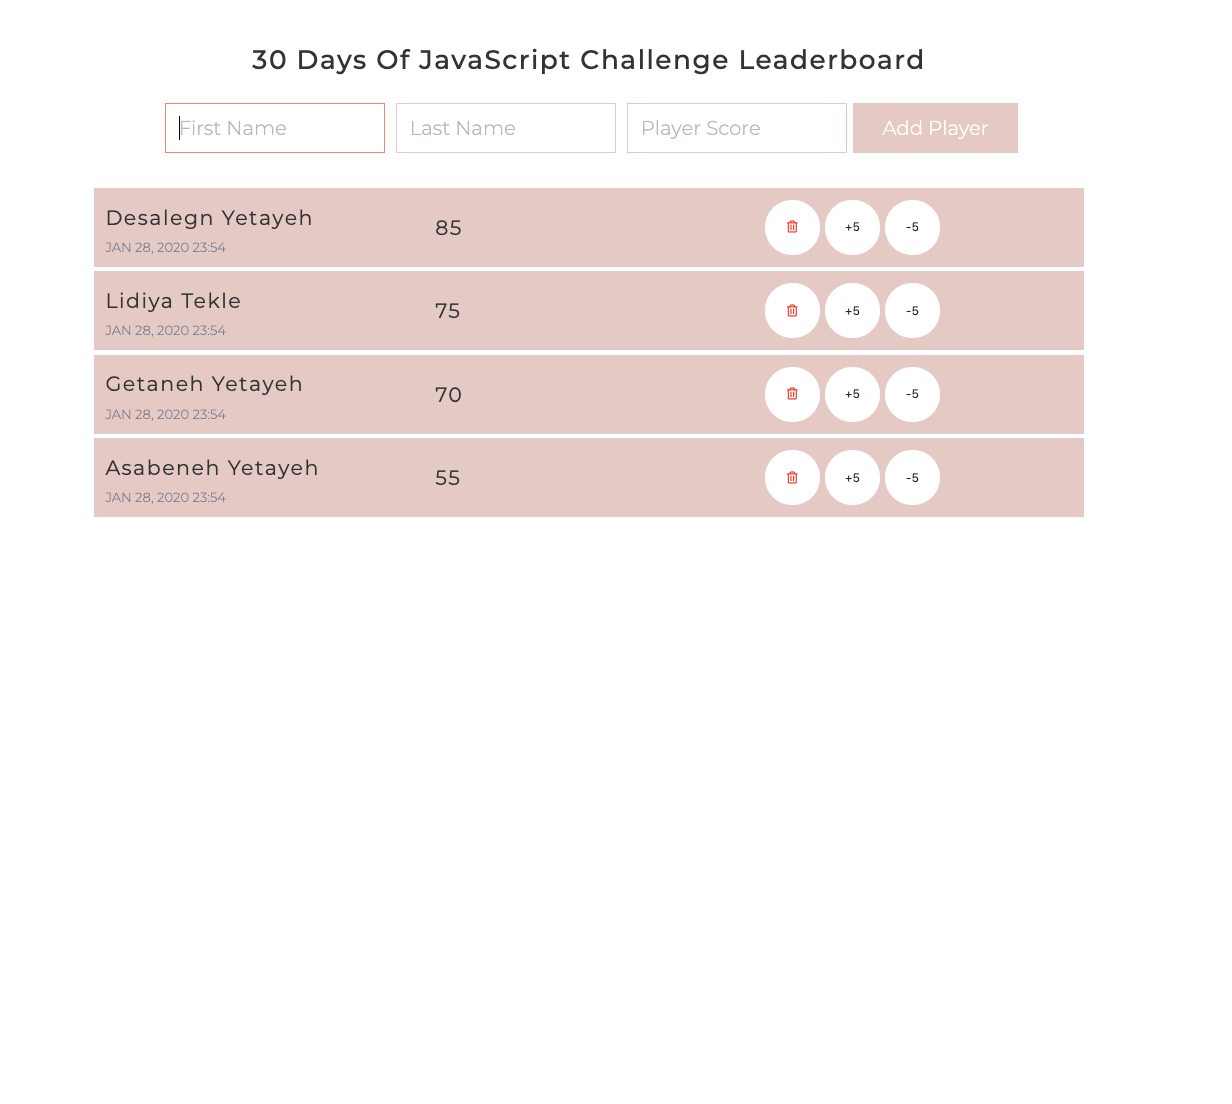 30 Days Of JavaScript Challenge Leaderboard
First Name Last Name Player Score Add Player
Desalegn Yetayeh
JAN 28, 2020 23:54
85 +5 -5
Lidiya Tekle
JAN 28, 2020 23:54
75 +5 -5
Getaneh Yetayeh
JAN 28, 2020 23:54
70 +5 -5
Asabeneh Yetayeh
JAN 28, 2020 23:54
55 +5 -5